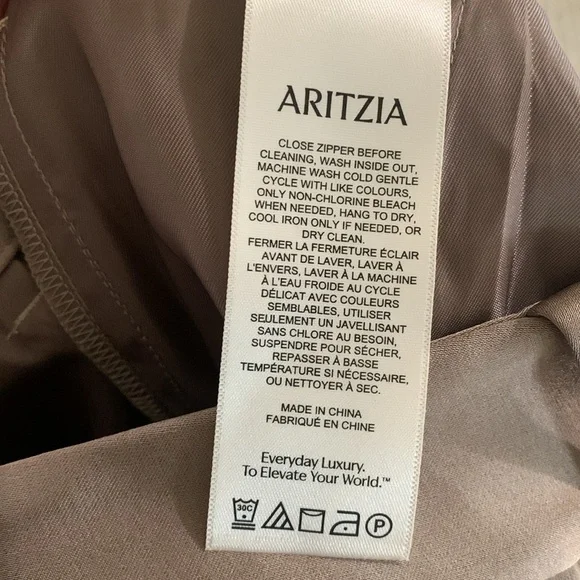 ARITZIA
CLOSE ZIPPER BEFORE
CLEANING, WASH INSIDE OUT,
MACHINE WASH COLD GENTLE
CYCLE WITH LIKE COLOURS,
ONLY NON-CHLORINE BLEACH
WHEN NEEDED, HANG TO DRY,
COOL IRON ONLY IF NEEDED, OR
DRY CLEAN.
FERMER LA FERMETURE ÉCLAIR
AVANT DE LAVER, LAVER À
L'ENVERS, LAVER À LA MACHINE
À L'EAU FROIDE AU CYCLE
DÉLICAT AVEC COULEURS
SEMBLABLES, UTILISER
SEULEMENT UN JAVELLISANT
SANS CHLORE AU BESOIN,
SUSPENDRE POUR SÉCHER,
REPASSER À BASSE
TEMPÉRATURE SI NÉCESSAIRE,
OU NETTOYER À SEC.
MADE IN CHINA
FABRIQUÉ EN CHINE
Everyday Luxury.
To Elevate Your World.™
30C P